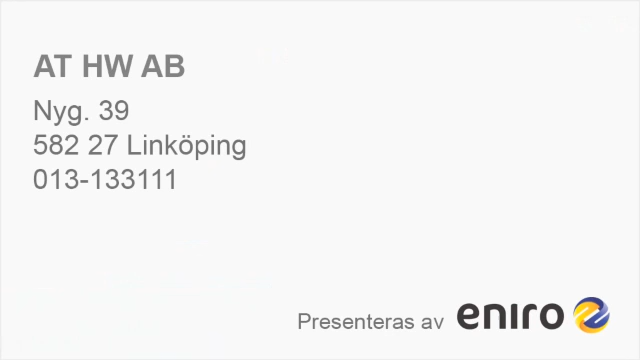 AT HW AB
Nyg. 39
582 27 Linköping
013-133111
Presenteras av eniro